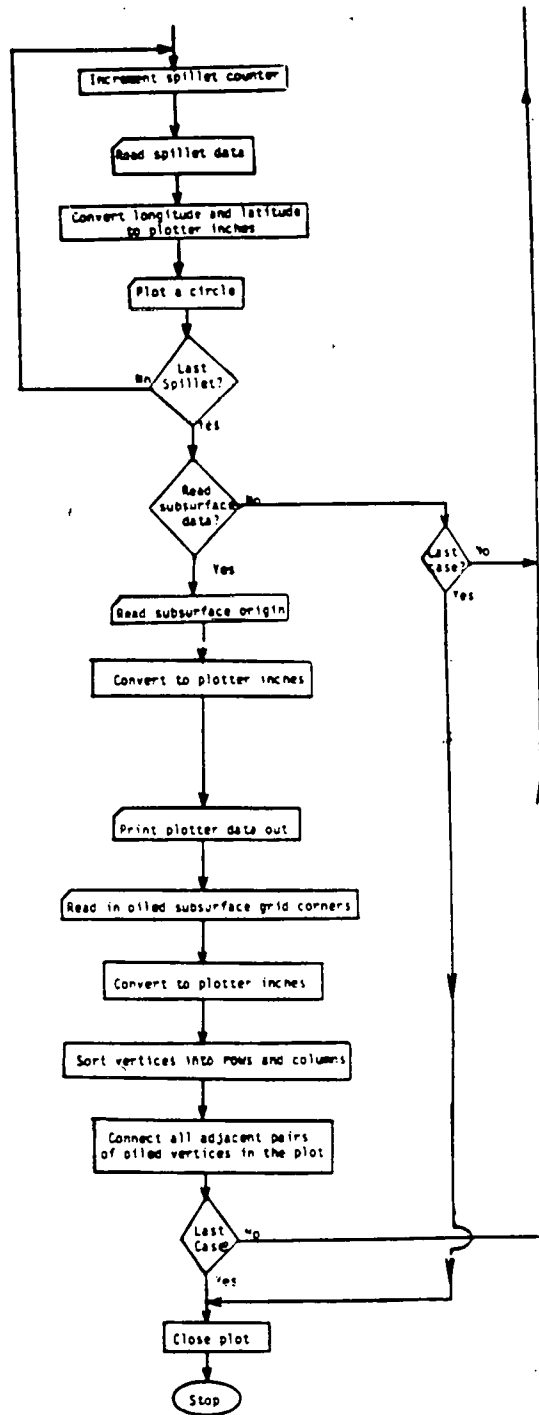 Increment spillet counter
Read spillet data
Convert longitude and latitude
to plotter inches
Plot a circle
Last
Spillet?
No
Yes
Read
subsurface
data?
No
Yes
Last
Case?
No
Yes
Read subsurface origin
Convert to plotter inches
Print plotter data out
Read in oiled subsurface grid corners
Convert to plotter inches
Sort vertices into rows and columns
Connect all adjacent pairs
of oiled vertices in the plot
Last
Case
No
Yes
Close plot
Stop